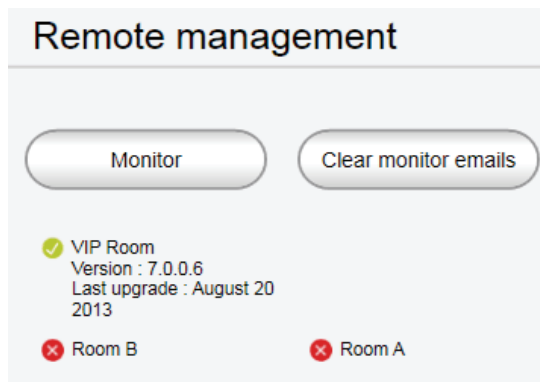 Remote management
Monitor
Clear monitor emails
VIP Room
Version : 7.0.0.6
Last upgrade : August 20
2013
Room B
Room A